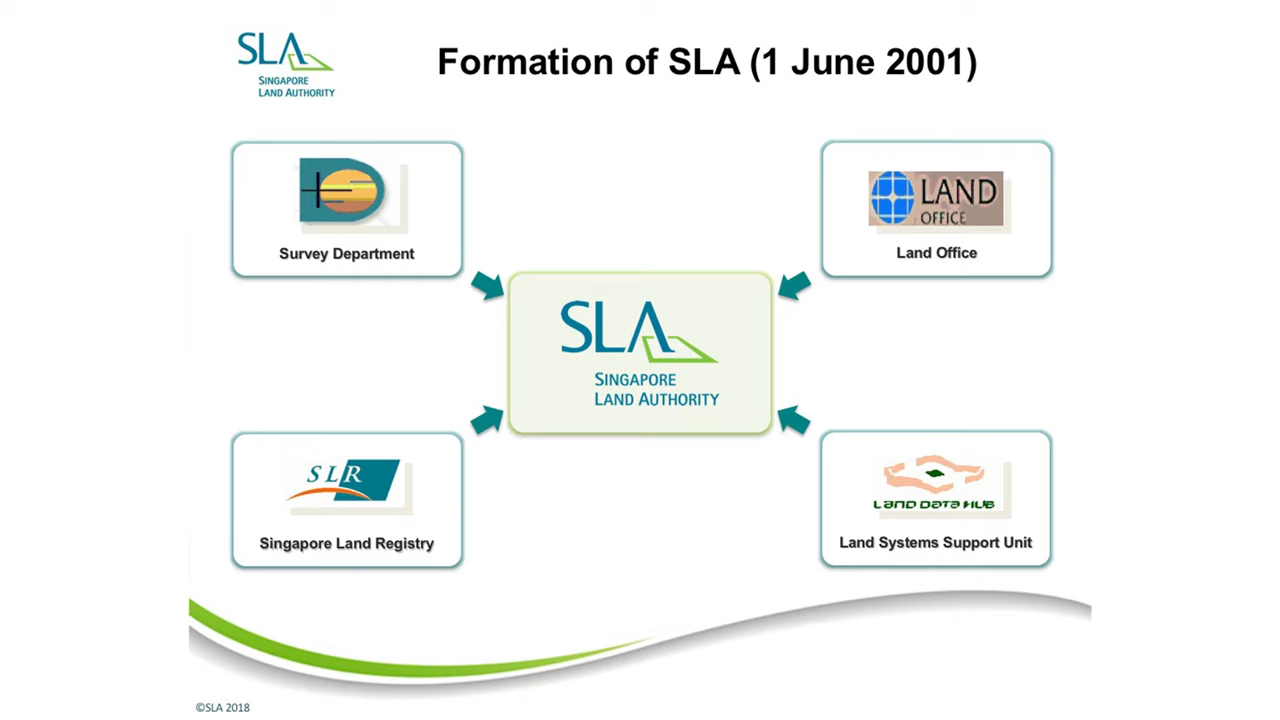 SLA
SINGAPORE
LAND AUTHORITY
Formation of SLA (1 June 2001)
Survey Department
LAND
OFFICE
Land Office
SLA
SINGAPORE
LAND AUTHORITY
SLR
Singapore Land Registry
LAND DATA HUB
Land Systems Support Unit
©SLA 2018